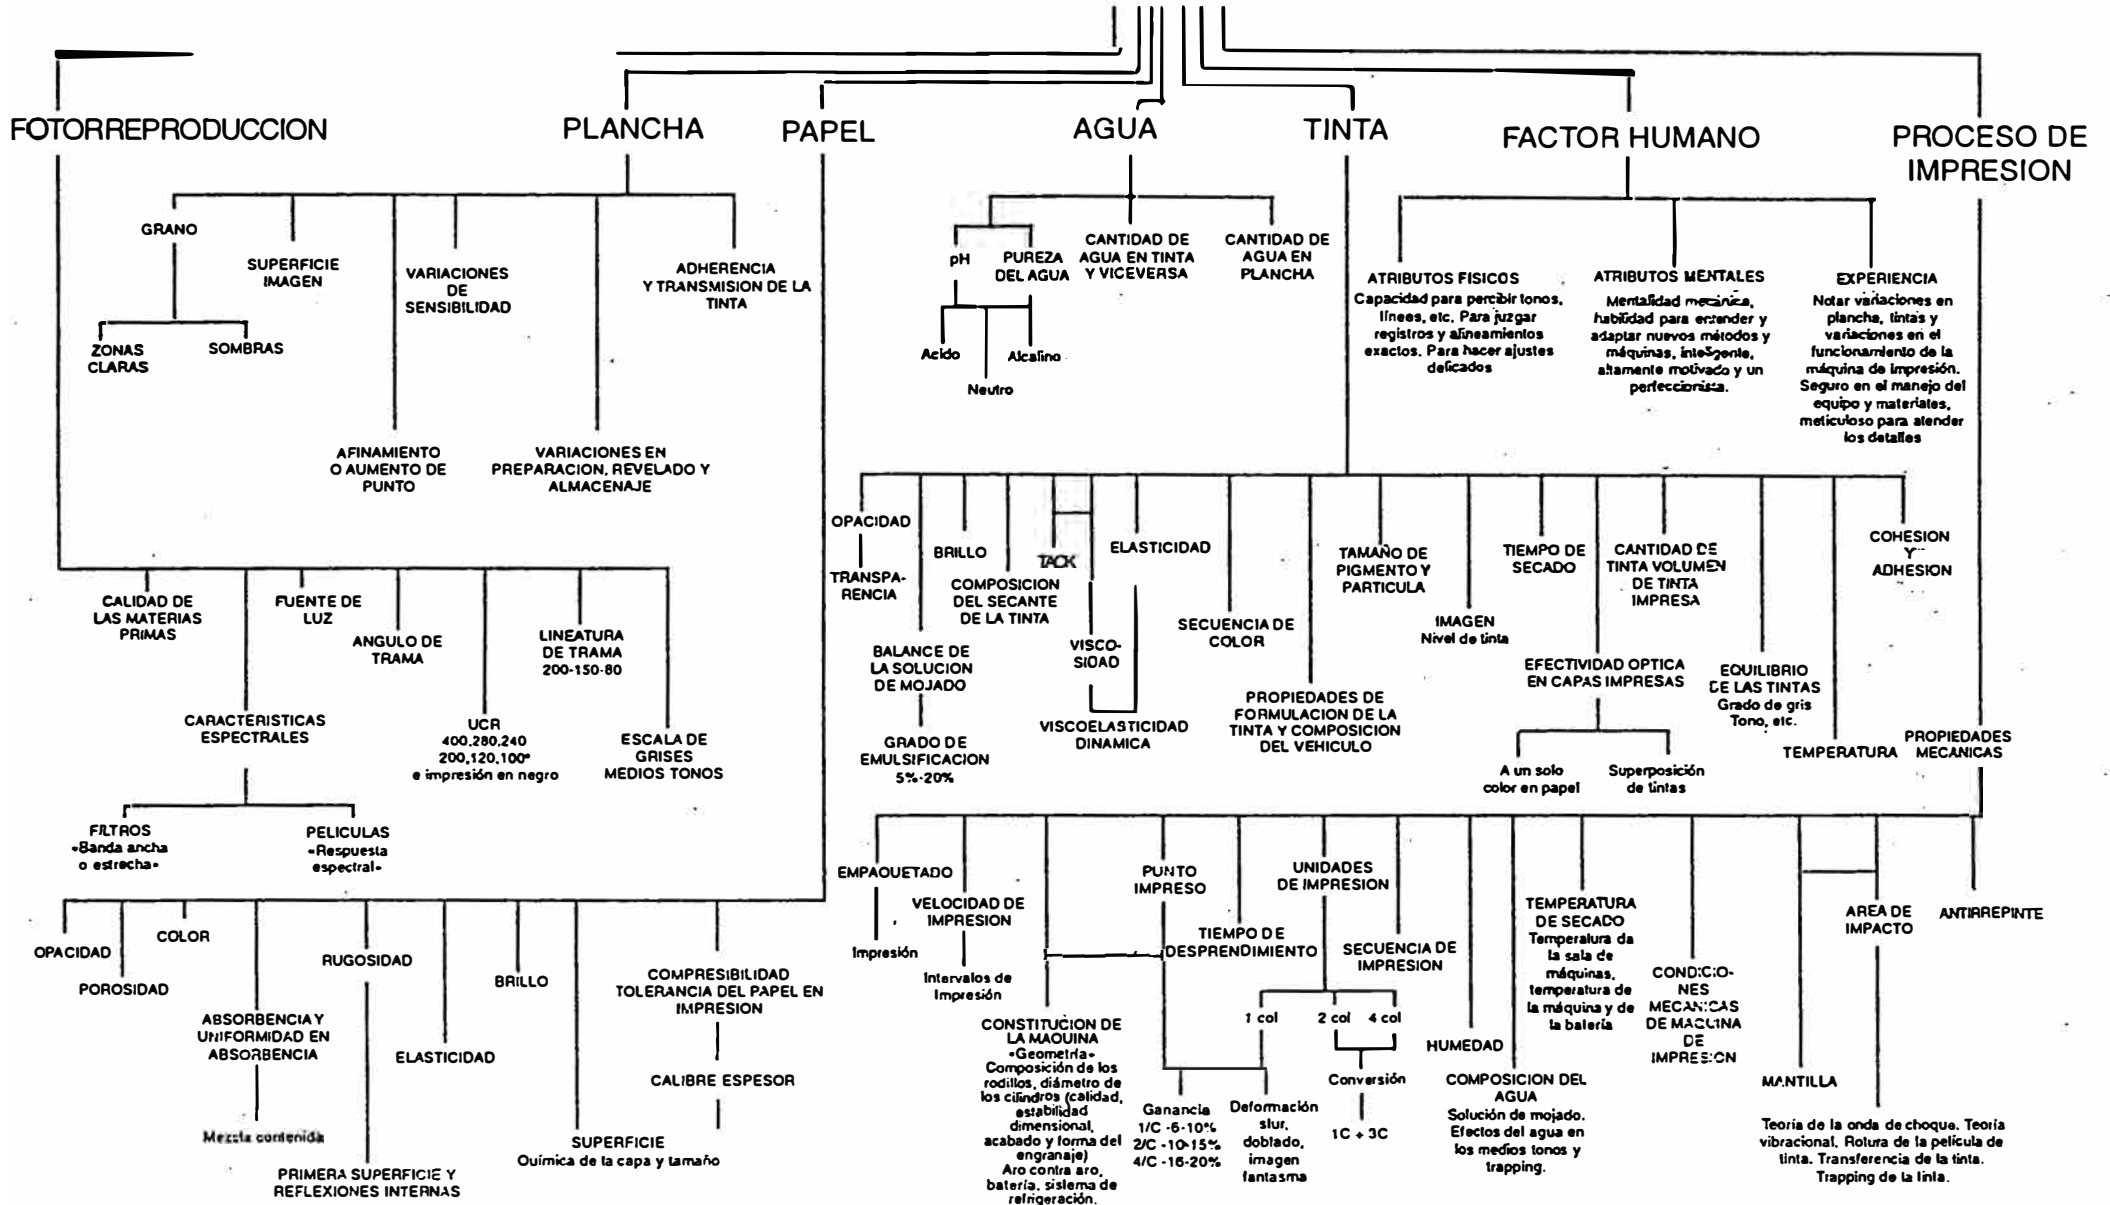 FOTORREPRODUCCION
PLANCHA
PAPEL
AGUA
TINTA
FACTOR HUMANO
PROCESO DE
IMPRESION
GRANO
ZONAS
CLARAS
SOMBRAS
SUPERFICIE
IMAGEN
AFINAMIENTO
O AUMENTO DE
PUNTO
VARIACIONES
DE
SENSIBILIDAD
VARIACIONES EN
PREPARACION, REVELADO Y
ALMACENAJE
ADHERENCIA
Y TRANSMISION DE LA
TINTA
pH
PUREZA
DEL AGUA
Acido
Neutro
Alcalino
CANTIDAD DE
AGUA EN TINTA
Y VICEVERSA
CANTIDAD DE
AGUA EN
PLANCHA
ATRIBUTOS FISICOS
Capacidad para percibir tonos,
línees, etc. Para juzgar
registros y alineamientos
exactos. Para hacer ajustes
delicados
ATRIBUTOS MENTALES
Mentalidad mecánica,
habilidad para entender y
adaptar nuevos métodos y
máquinas, inteligente,
altamente motivado y un
perfeccionista.
EXPERIENCIA
Notar variaciones en
plancha, tintas y
variaciones en el
funcionamiento de la
máquina de impresión.
Seguro en el manejo del
equipo y materiales,
meticuloso para atender
los detalles
OPACIDAD
TRANSPA-
RENCIA
BALANCE DE
LA SOLUCION
DE MOJADO
GRADO DE
EMULSIFICACION
5%-20%
BRILLO
COMPOSICION
DEL SECANTE
DE LA TINTA
TACK
VISCO-
SIDAD
ELASTICIDAD
VISCOELASTICIDAD
DINAMICA
SECUENCIA DE
COLOR
PROPIEDADES DE
FORMULACION DE LA
TINTA Y COMPOSICION
DEL VEHICULO
TAMAÑO DE
PIGMENTO Y
PARTICULA
IMAGEN
Nivel de tinta
TIEMPO DE
SECADO
EFECTIVIDAD OPTICA
EN CAPAS IMPRESAS
A un solo
color en papel
Superposición
de tintas
CANTIDAD DE
TINTA VOLUMEN
DE TINTA
IMPRESA
EQUILIBRIO
DE LAS TINTAS
Grado de gris
Tono, etc.
TEMPERATURA
COHESION
Y
ADHESION
PROPIEDADES
MECANICAS
CALIDAD DE
LAS MATERIAS
PRIMAS
CARACTERISTICAS
ESPECTRALES
FILTROS
«Banda ancha
o estrecha»
PELICULAS
«Respuesta
espectral»
FUENTE DE
LUZ
ANGULO DE
TRAMA
UCR
400,280,240
200,120,100*
e impresión en negro
LINEATURA
DE TRAMA
200-150-80
ESCALA DE
GRISES
MEDIOS TONOS
OPACIDAD
POROSIDAD
COLOR
ABSORBENCIA Y
UNIFORMIDAD EN
ABSORBENCIA
Mezcla contenida
RUGOSIDAD
PRIMERA SUPERFICIE Y
REFLEXIONES INTERNAS
ELASTICIDAD
BRILLO
SUPERFICIE
Química de la capa y tamaño
COMPRESIBILIDAD
TOLERANCIA DEL PAPEL EN
IMPRESION
CALIBRE ESPESOR
EMPAQUETADO
Impresión
VELOCIDAD DE
IMPRESION
Intervalos de
Impresión
CONSTITUCION DE
LA MAQUINA
«Geometría»
Composición de los
rodillos, diámetro de
los cilindros (calidad,
estabilidad
dimensional,
acabado y forma del
engranaje)
Aro contra aro,
batería, sistema de
refrigeración.
PUNTO
IMPRESO
Ganancia
1/C -6-10%
2/C -10-15%
4/C -16-20%
Deformación
slur,
doblado,
imagen
fantasma
TIEMPO DE
DESPRENDIMIENTO
UNIDADES
DE IMPRESION
1 col
2 col
4 col
Conversión
1C + 3C
SECUENCIA DE
IMPRESION
HUMEDAD
COMPOSICION DEL
AGUA
Solución de mojado.
Efectos del agua en
los medios tonos y
trapping.
TEMPERATURA
DE SECADO
Temperatura da
la sala de
máquinas,
temperatura de
la máquina y de
la batería
CONDICIO-
NES
MECANICAS
DE MAQUINA
DE
IMPRESION
MANTILLA
AREA DE
IMPACTO
Teoría de la onda de choque. Teoría
vibracional. Rotura de la película de
tinta. Transferencia de la tinta.
Trapping de la tinta.
ANTIRREPINTE